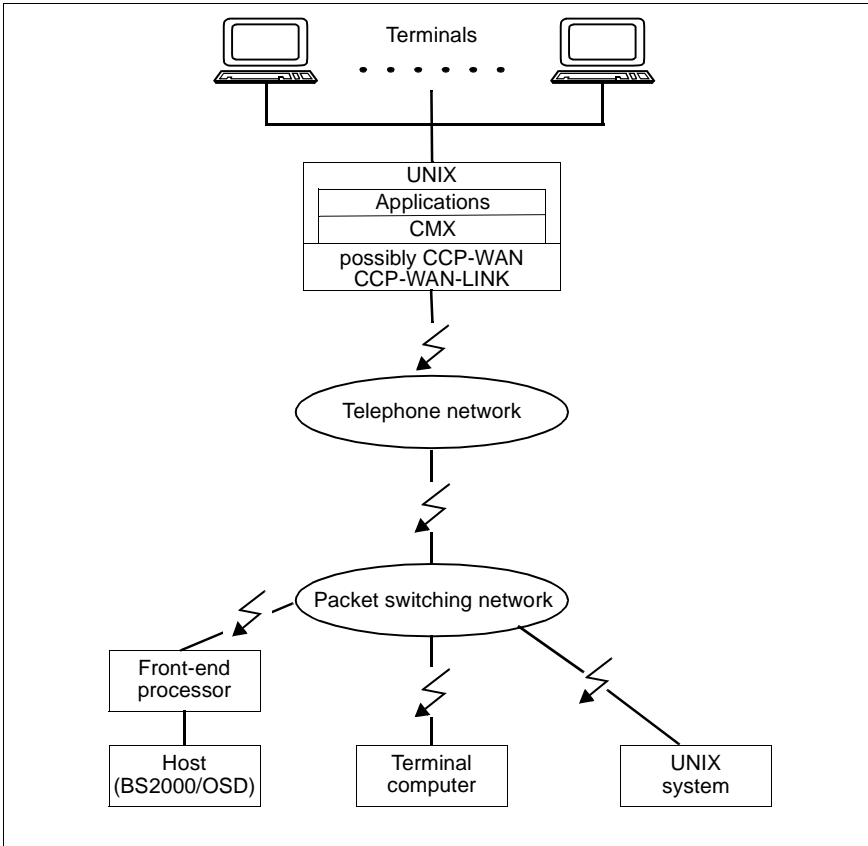 Terminals
UNIX
Applications
CMX
possibly CCP-WAN
CCP-WAN-LINK
Telephone network
Packet switching network
Front-end
processor
Host
(BS2000/OSD)
Terminal
computer
UNIX
system